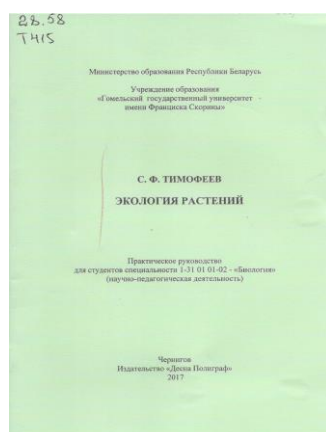 28.58
Т415
Министерство образования Республики Беларусь
Учреждение образования
«Гомельский государственный университет
имени Франциска Скорины»
С. Ф. ТИМОФЕЕВ
ЭКОЛОГИЯ РАСТЕНИЙ
Практическое руководство
для студентов специальности 1-31 01 01-02 - «Биология»
(научно-педагогическая деятельность)
Чернигов
Издательство «Десна Полиграф»
2017